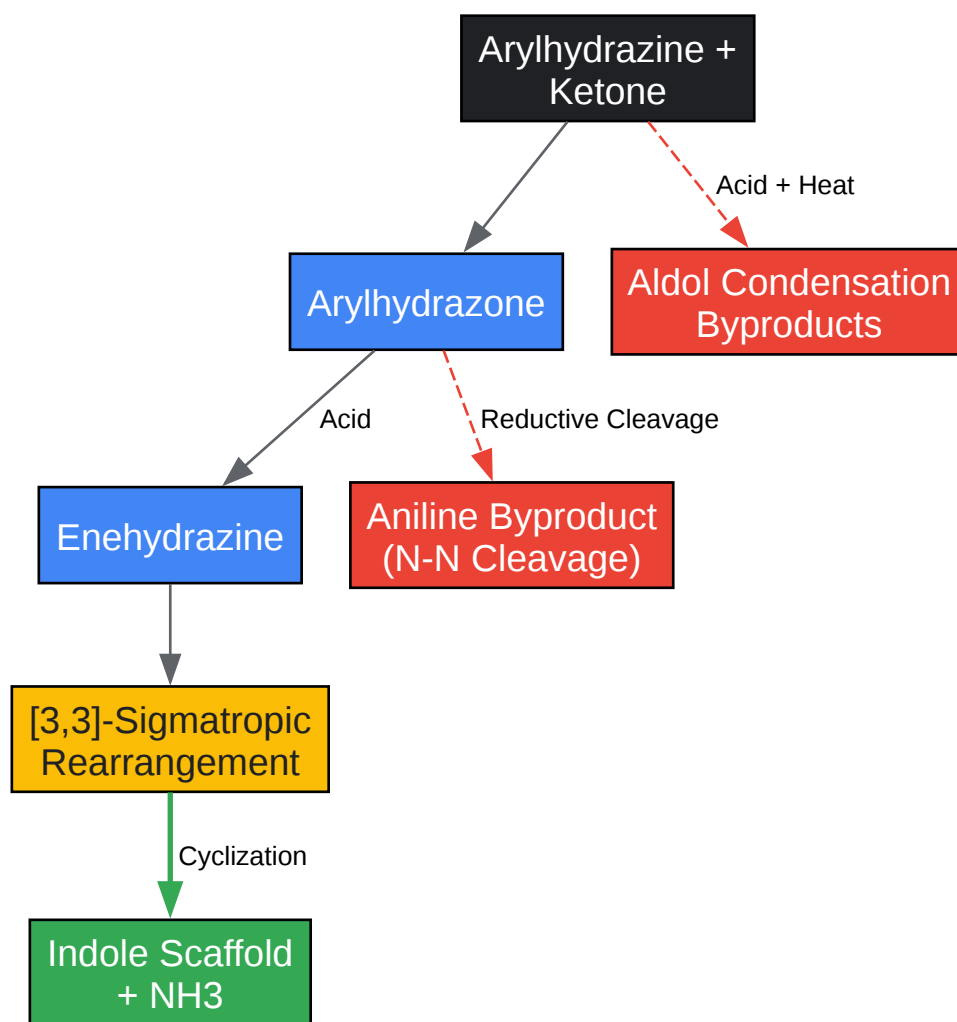 Arylhydrazine +
Ketone
Acid + Heat
Arylhydrazone
Aldol Condensation
Byproducts
Acid
Reductive Cleavage
Enehydrazine
Aniline Byproduct
(N-N Cleavage)
[3,3]-Sigmatropic
Rearrangement
Cyclization
Indole Scaffold
+ NH3